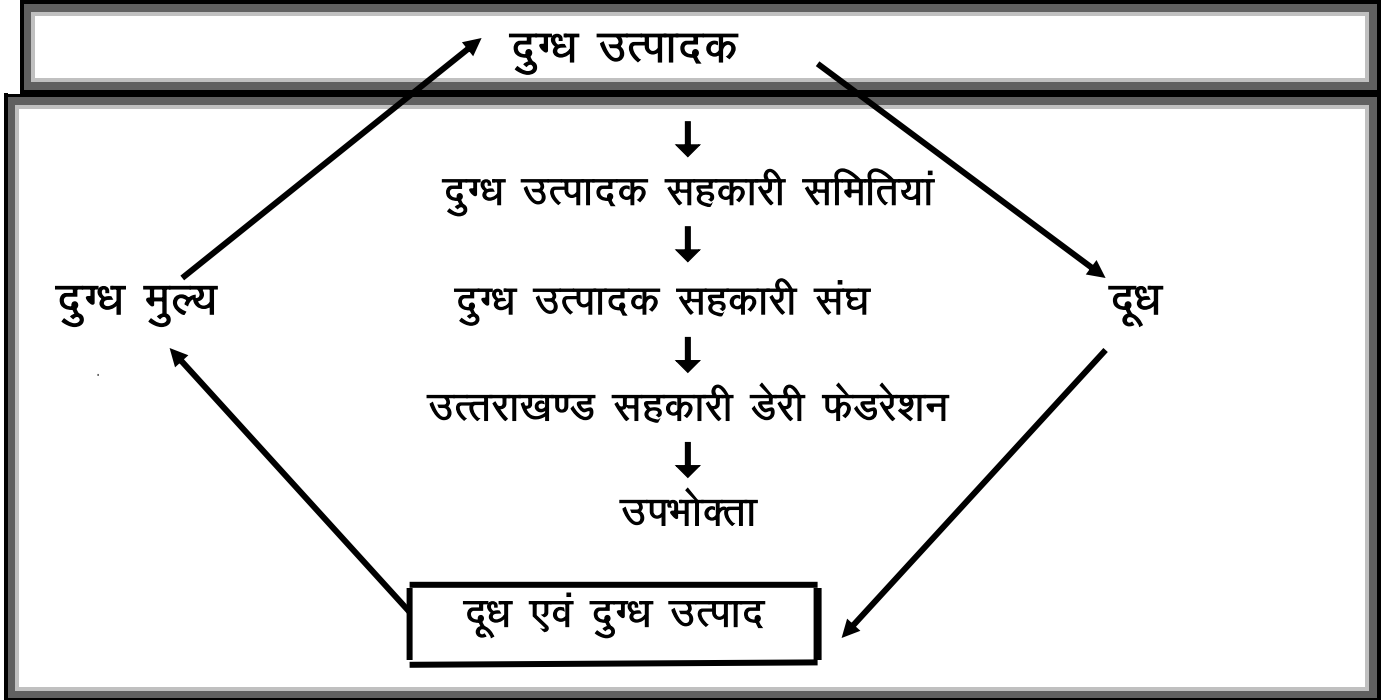 दुग्ध उत्पादक
दुग्ध उत्पादक सहकारी समितियां
दुग्ध मुल्य दुग्ध उत्पादक सहकारी संघ दूध
उत्तराखण्ड सहकारी डेरी फेडरेशन
उपभोक्ता
दूध एवं दुग्ध उत्पाद